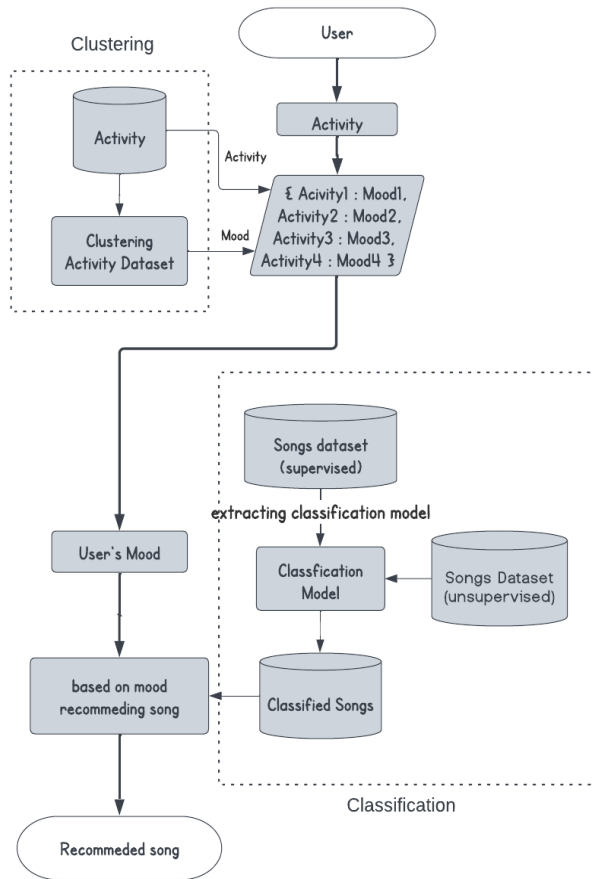 Clustering
User
Activity
Activity
Activity
{ Acivity1 : Mood1,
Activity2 : Mood2,
Activity3 : Mood3,
Activity4 : Mood4 }
Clustering
Activity Dataset
Mood
Songs dataset
(supervised)
extracting classification model
User's Mood
Classfication
Model
Songs Dataset
(unsupervised)
based on mood
recommeding song
Classified Songs
Classification
Recommeded song